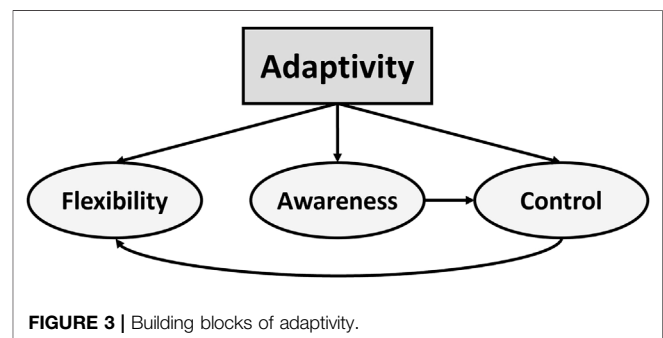 Adaptivity
Flexibility
Awareness
Control
FIGURE 3 | Building blocks of adaptivity.